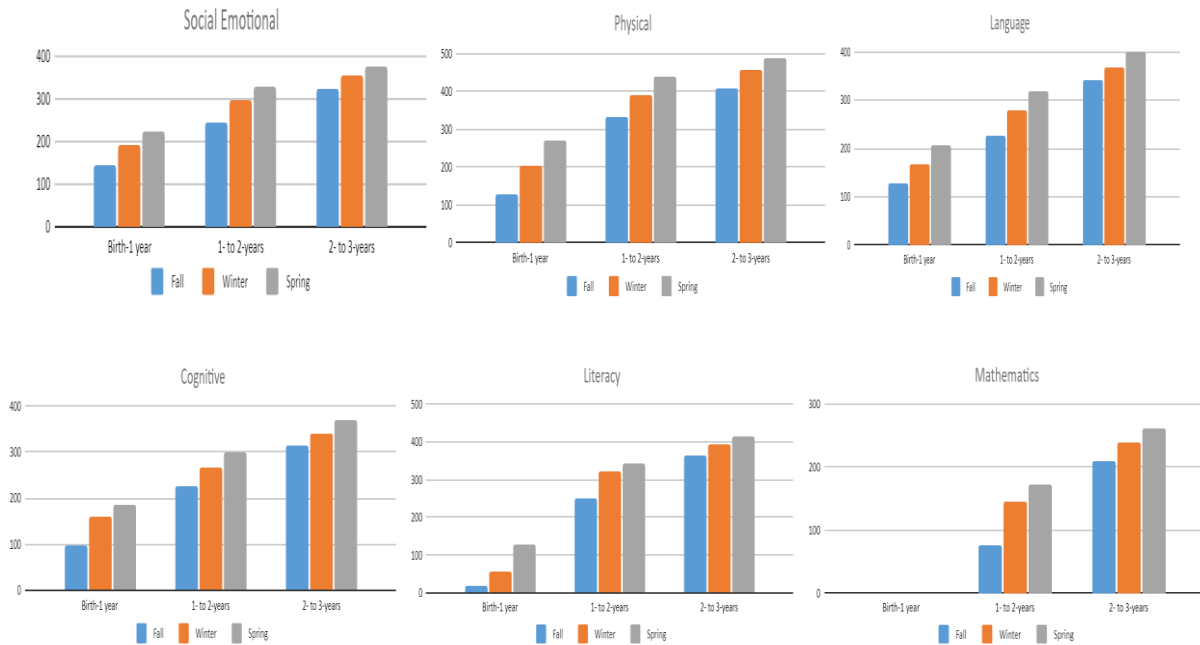 Social Emotional
400
300
200
100
0
Birth-1 year 1- to 2-years 2- to 3-years
Fall Winter Spring
Physical
500
400
300
200
100
0
Birth-1 year 1- to 2-years 2- to 3-years
Fall Winter Spring
Language
400
300
200
100
0
Birth-1 year 1- to 2-years 2- to 3-years
Fall Winter Spring
Cognitive
400
300
200
100
0
Birth-1 year 1- to 2-years 2- to 3-years
Fall Winter Spring
Literacy
500
400
300
200
100
0
Birth-1 year 1- to 2-years 2- to 3-years
Fall Winter Spring
Mathematics
300
200
100
0
Birth-1 year 1- to 2-years 2- to 3-years
Fall Winter Spring